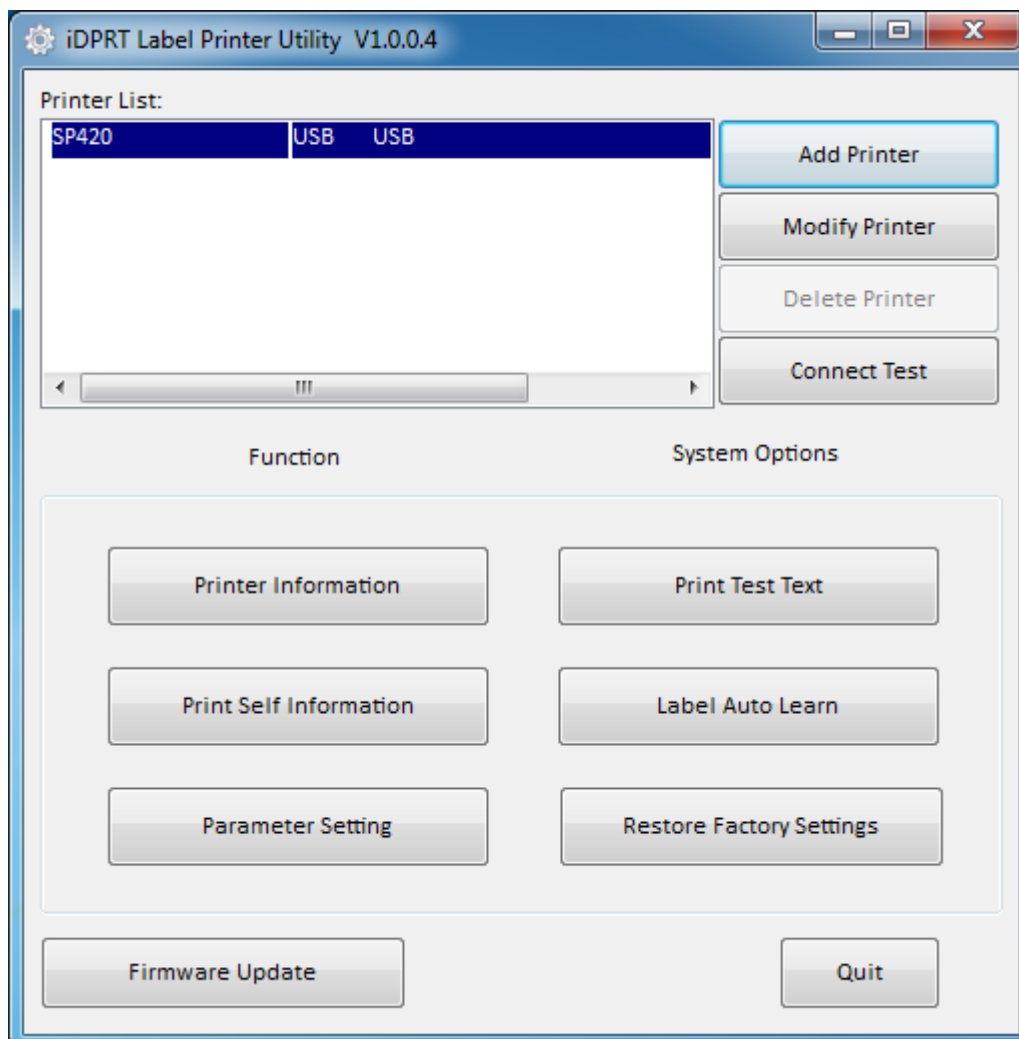 iDPRT Label Printer Utility V1.0.0.4
Printer List:
SP420 USB USB
Add Printer
Modify Printer
Delete Printer
Connect Test
Function
System Options
Printer Information
Print Test Text
Print Self Information
Label Auto Learn
Parameter Setting
Restore Factory Settings
Firmware Update
Quit